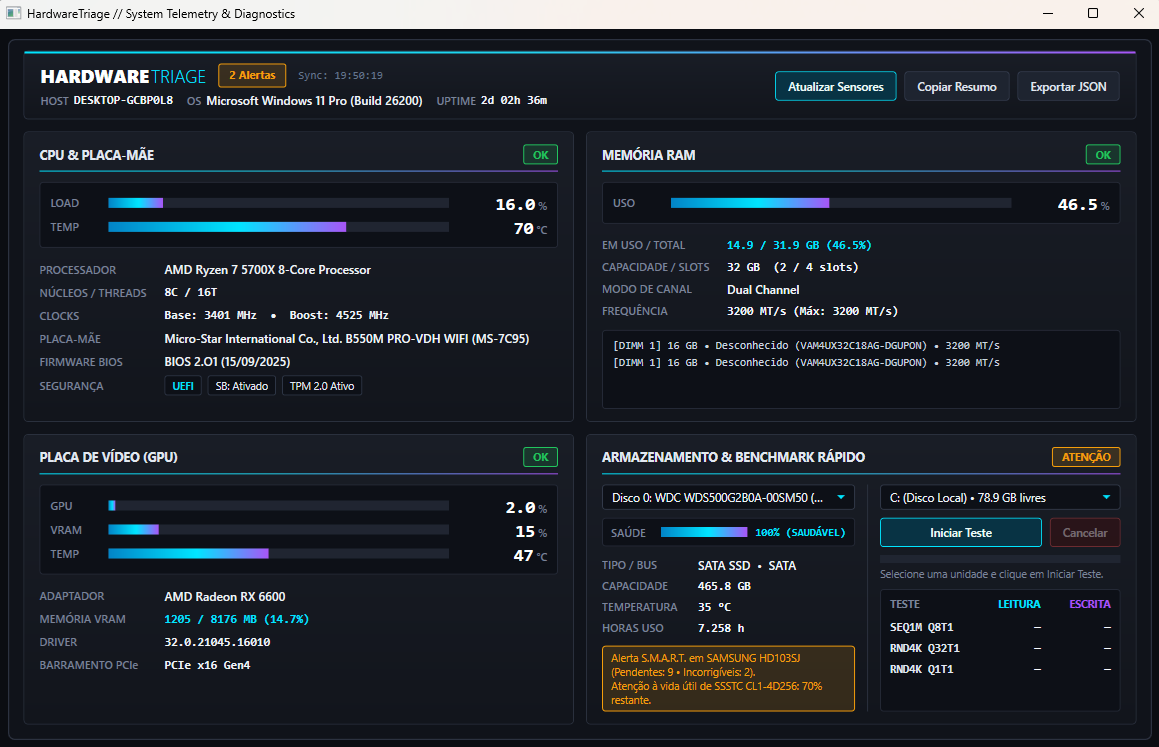 HardwareTriage // System Telemetry & Diagnostics
HARDWARETRIAGE 2 Alertas Sync: 19:50:19
HOST DESKTOP-GCBP0L8 OS Microsoft Windows 11 Pro (Build 26200) UPTIME 2d 02h 36m
Atualizar Sensores Copiar Resumo Exportar JSON
CPU & PLACA-MÃE OK
LOAD 16.0 %
TEMP 70 °C
PROCESSADOR AMD Ryzen 7 5700X 8-Core Processor
NÚCLEOS / THREADS 8C / 16T
CLOCKS Base: 3401 MHz • Boost: 4525 MHz
PLACA-MÃE Micro-Star International Co., Ltd. B550M PRO-VDH WIFI (MS-7C95)
FIRMWARE BIOS BIOS 2.O1 (15/09/2025)
SEGURANÇA UEFI SB: Ativado TPM 2.0 Ativo
MEMÓRIA RAM OK
USO 46.5 %
EM USO / TOTAL 14.9 / 31.9 GB (46.5%)
CAPACIDADE / SLOTS 32 GB (2 / 4 slots)
MODO DE CANAL Dual Channel
FREQUÊNCIA 3200 MT/s (Máx: 3200 MT/s)
[DIMM 1] 16 GB • Desconhecido (VAM4UX32C18AG-DGUPON) • 3200 MT/s
[DIMM 1] 16 GB • Desconhecido (VAM4UX32C18AG-DGUPON) • 3200 MT/s
PLACA DE VÍDEO (GPU) OK
GPU 2.0 %
VRAM 15 %
TEMP 47 °C
ADAPTADOR AMD Radeon RX 6600
MEMÓRIA VRAM 1205 / 8176 MB (14.7%)
DRIVER 32.0.21045.16010
BARRAMENTO PCIe PCIe x16 Gen4
ARMAZENAMENTO & BENCHMARK RÁPIDO ATENÇÃO
Disco 0: WDC WDS500G2B0A-00SM50 (...
SAÚDE 100% (SAUDÁVEL)
TIPO / BUS SATA SSD • SATA
CAPACIDADE 465.8 GB
TEMPERATURA 35 °C
HORAS USO 7.258 h
Alerta S.M.A.R.T. em SAMSUNG HD103SJ
(Pendentes: 9 • Incorrigíveis: 2).
Atenção à vida útil de SSSTC CL1-4D256: 70%
restante.
C: (Disco Local) • 78.9 GB livres
Iniciar Teste Cancelar
Selecione uma unidade e clique em Iniciar Teste.
TESTE LEITURA ESCRITA
SEQ1M Q8T1 — —
RND4K Q32T1 — —
RND4K Q1T1 — —